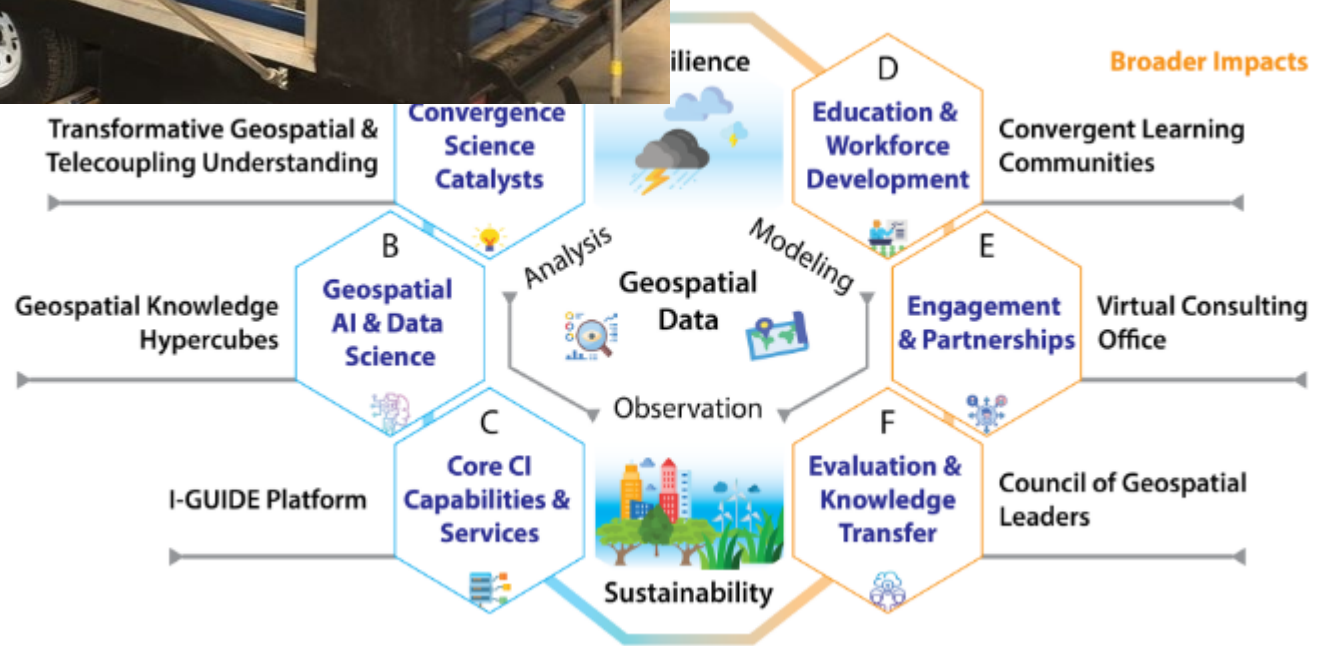 ilience
D
Broader Impacts
Transformative Geospatial &
Telecoupling Understanding
Convergence
Science
Catalysts
Education &
Workforce
Development
Convergent Learning
Communities
B
Analysis
Modeling
E
Geospatial Knowledge
Hypercubes
Geospatial
AI & Data
Science
Geospatial
Data
Engagement
& Partnerships
Virtual Consulting
Office
C
Observation
F
I-GUIDE Platform
Core CI
Capabilities &
Services
Evaluation &
Knowledge
Transfer
Council of Geospatial
Leaders
Sustainability